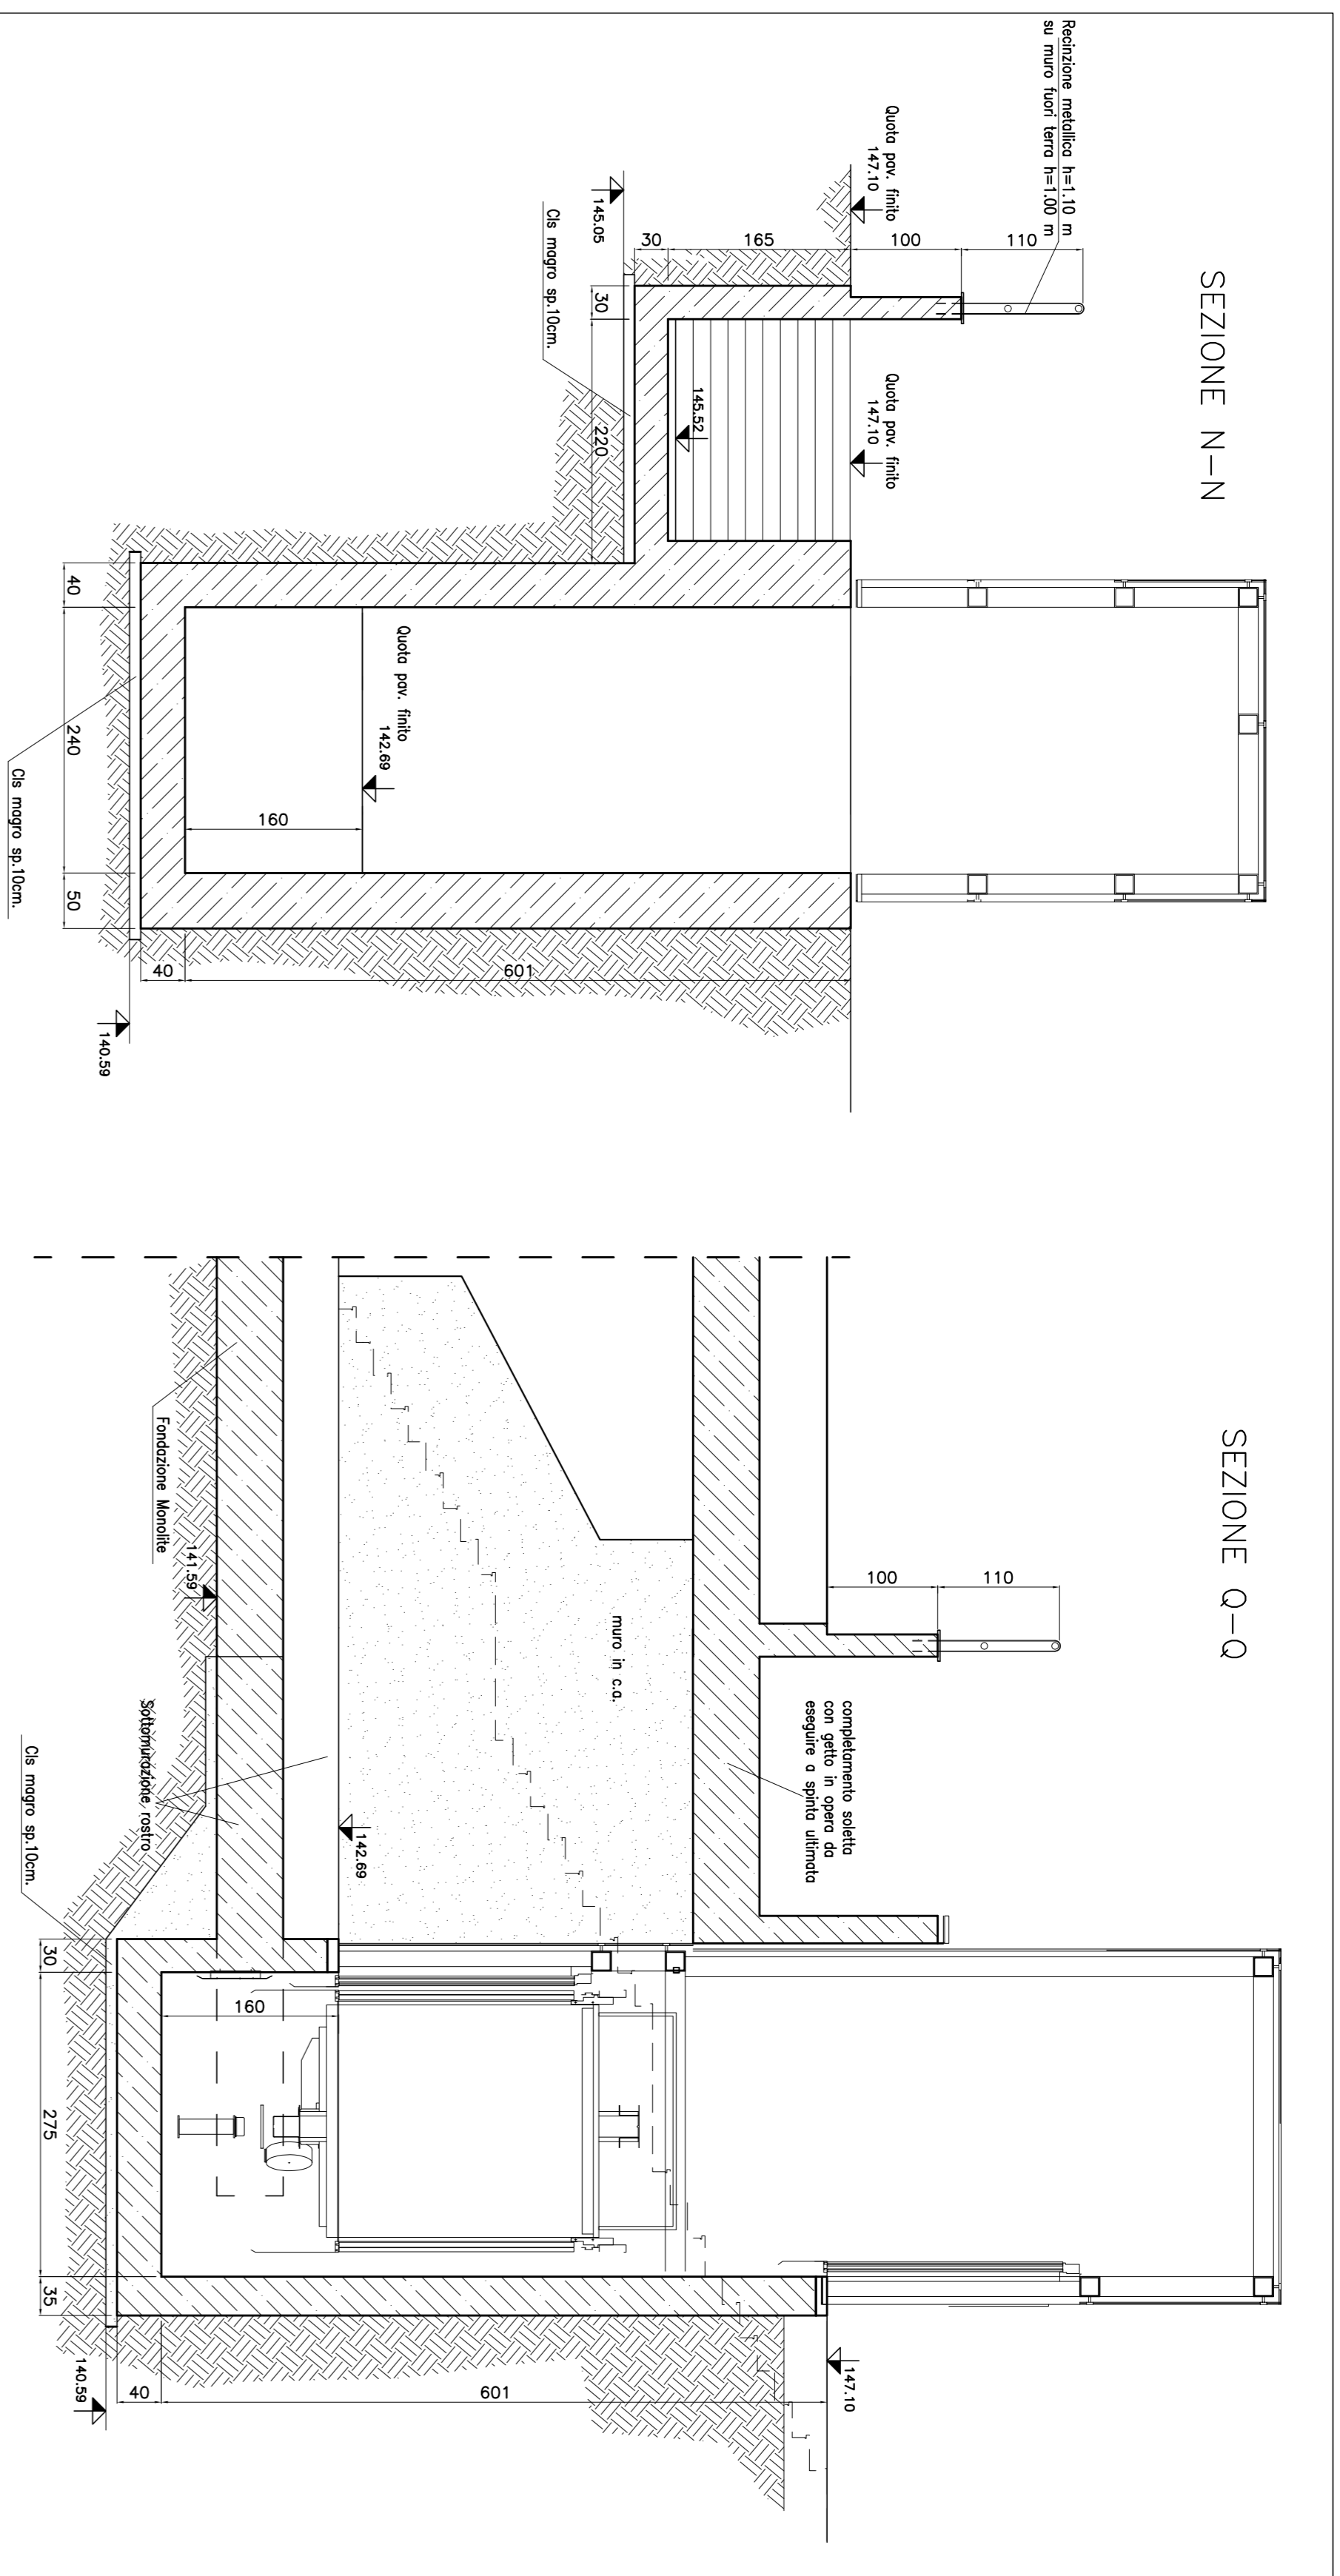 SEZIONE N-N
Recinzione metallica h=1.10 m
su muro fuori terra h=1.00 m
110
100
165
30
Quota pav. finito
147.10
Quota pav. finito
147.10
145.52
145.05
30
220
Cls magro sp.10cm.
Quota pav. finito
142.69
160
601
40
40
240
50
140.59
Cls magro sp.10cm.
SEZIONE Q-Q
110
100
completamento soletta
con getto in opera da
eseguire a spinta ultimata
muro in c.a.
147.10
142.69
Fondazione Monolite
141.59
Sottomurazione rostro
160
601
40
30
275
35
140.59
Cls magro sp.10cm.